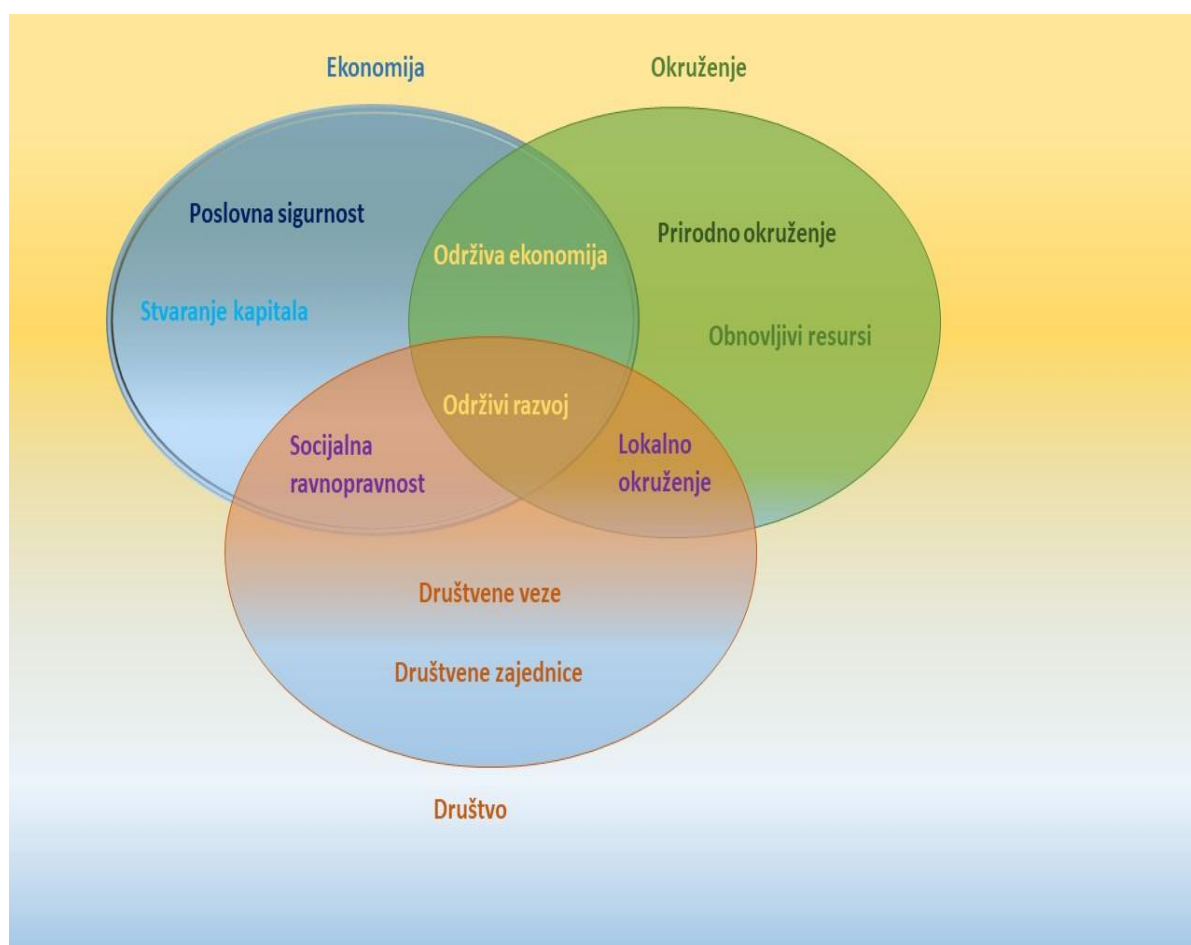 Ekonomija
Okruženje
Poslovna sigurnost
Prirodno okruženje
Održiva ekonomija
Stvaranje kapitala
Obnovljivi resursi
Održivi razvoj
Socijalna
ravnopravnost
Lokalno
okruženje
Društvene veze
Društvene zajednice
Društvo